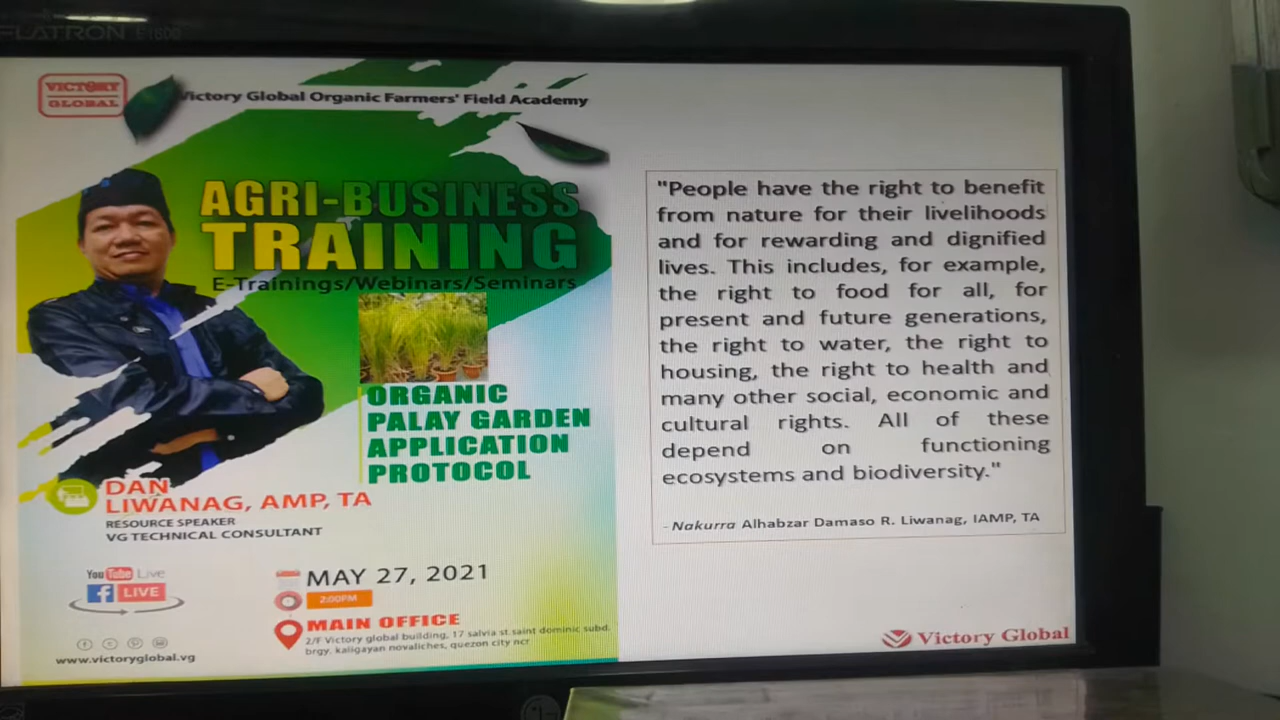 FLATRON E1600
VICTORY
GLOBAL
Victory Global Organic Farmers' Field Academy
AGRI-BUSINESS
TRAINING
E-Trainings/Webinars/Seminars
ORGANIC
PALAY GARDEN
APPLICATION
PROTOCOL
DAN
LIWANAG, AMP, TA
RESOURCE SPEAKER
VG TECHNICAL CONSULTANT
YouTube Live
f LIVE
MAY 27, 2021
2:00PM
MAIN OFFICE
2/F Victory global building, 17 salvia st. saint dominic subd.
brgy. kaligayan novaliches, quezon city ncr
www.victoryglobal.vg
"People have the right to benefit
from nature for their livelihoods
and for rewarding and dignified
lives. This includes, for example,
the right to food for all, for
present and future generations,
the right to water, the right to
housing, the right to health and
many other social, economic and
cultural rights. All of these
depend on functioning
ecosystems and biodiversity."
- Nakurra Alhabzar Damaso R. Liwanag, IAMP, TA
Victory Global
LG